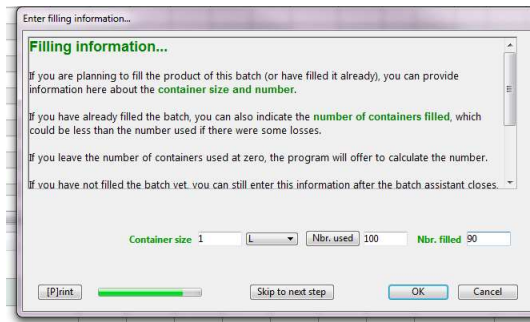 Enter filling information...
Filling information...
If you are planning to fill the product of this batch (or have filled it already), you can provide
information here about the container size and number.
If you have already filled the batch, you can also indicate the number of containers filled, which
could be less than the number used if there were some losses.
If you leave the number of containers used at zero, the program will offer to calculate the number.
If you have not filled the batch yet, you can still enter this information after the batch assistant closes.
Container size 1 L Nbr. used 100 Nbr. filled 90
[P]rint Skip to next step OK Cancel